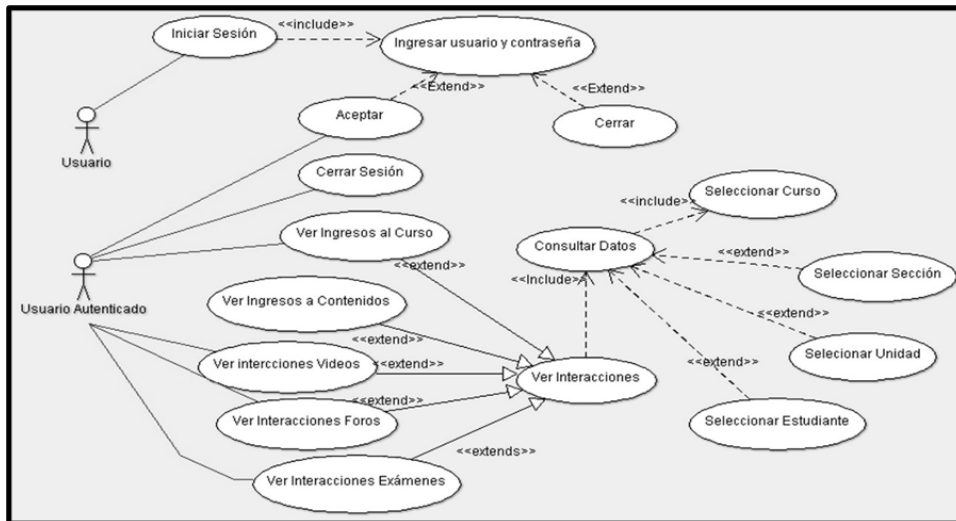 Iniciar Sesión
<<include>>
Ingresar usuario y contraseña
<<Extend>>
<<Extend>>
Aceptar
Cerrar
Usuario
Cerrar Sesión
Seleccionar Curso
<<include>>
Ver Ingresos al Curso
Consultar Datos
<<extend>>
<<extend>>
<<Include>>
Seleccionar Sección
Usuario Autenticado
Ver Ingresos a Contenidos
<<extend>>
<<extend>>
Ver intercciones Videos
<<extend>>
Selecionar Unidad
<<extend>>
Ver Interacciones
<<extend>>
Ver Interacciones Foros
Seleccionar Estudiante
<<extends>>
Ver Interacciones Exámenes